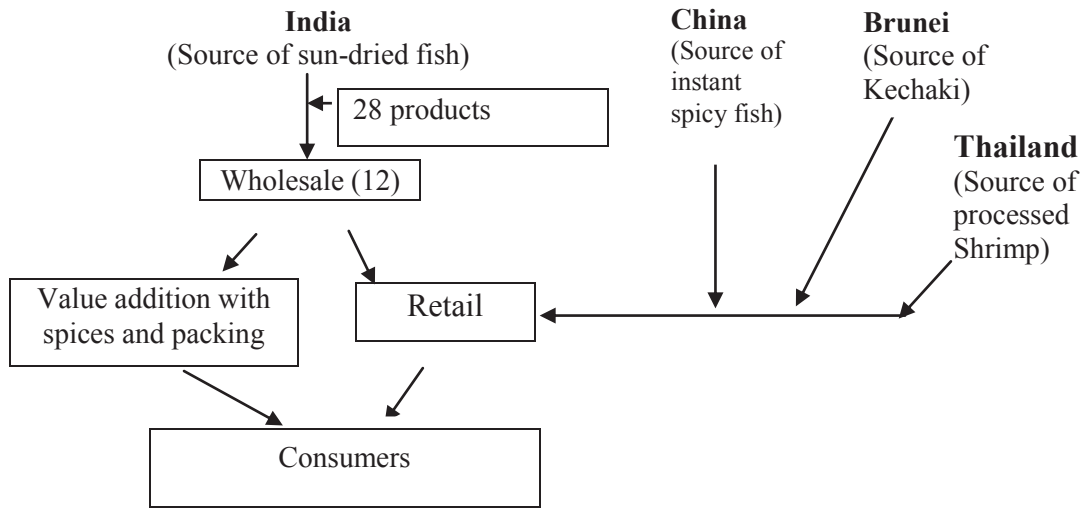 India
(Source of sun-dried fish)
28 products
Wholesale (12)
China
(Source of
instant
spicy fish)
Brunei
(Source of
Kechaki)
Thailand
(Source of
processed
Shrimp)
Value addition with
spices and packing
Retail
Consumers